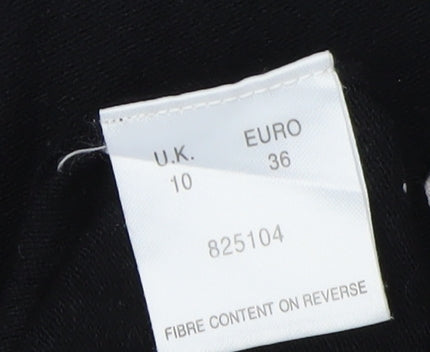 U.K. EURO
10 36
825104
FIBRE CONTENT ON REVERSE